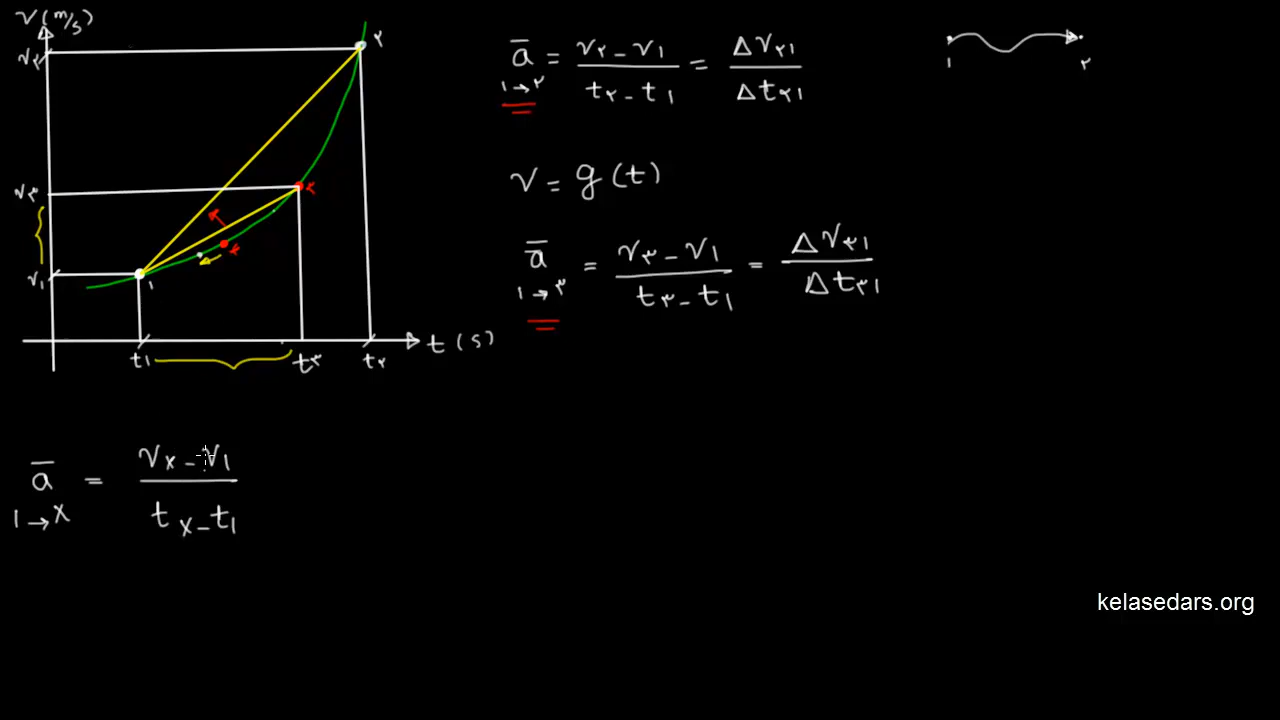 v (m/s)
v۲
v۳
v۱
۲
۳
x
۱
t۱ t۳ t۲ t (s)
a̅ ۱→۲ = (v۲ - v۱)/(t۲ - t۱) = Δv۲۱/Δt۲۱
v = g (t)
a̅ ۱→۳ = (v۳ - v۱)/(t۳ - t۱) = Δv۳۱/Δt۳۱
۱ ۲
a̅ ۱→x = (vx - v۱)/(tx - t۱)
kelasedars.org